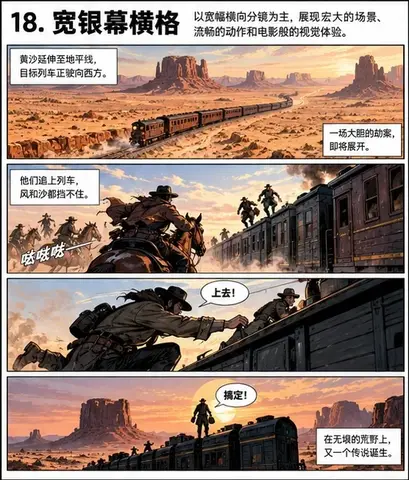 18. 宽银幕横格
以宽幅横向分镜为主，展现宏大的场景、
流畅的动作和电影般的视觉体验。
黄沙延伸至地平线，
目标列车正驶向西方。
一场大胆的劫案，
即将展开。
他们追上列车，
风和沙都挡不住。
哒哒哒
上去！
搞定！
在无垠的荒野上，
又一个传说诞生。